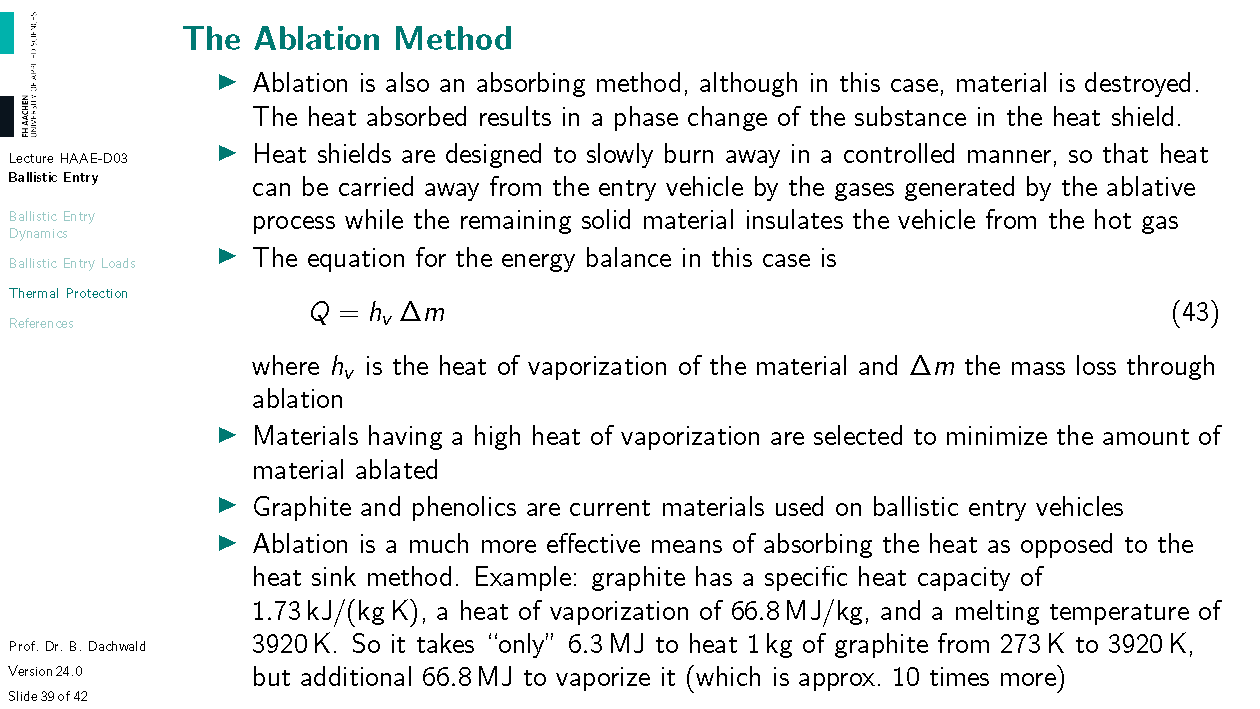 FH AACHEN
UNIVERSITY OF APPLIED SCIENCES
Lecture HAAE-D03
Ballistic Entry
Ballistic Entry
Dynamics
Ballistic Entry Loads
Thermal Protection
References
Prof. Dr. B. Dachwald
Version 24.0
Slide 39 of 42
The Ablation Method
▶ Ablation is also an absorbing method, although in this case, material is destroyed.
The heat absorbed results in a phase change of the substance in the heat shield.
▶ Heat shields are designed to slowly burn away in a controlled manner, so that heat
can be carried away from the entry vehicle by the gases generated by the ablative
process while the remaining solid material insulates the vehicle from the hot gas
▶ The equation for the energy balance in this case is
Q = hᵥ Δm (43)
where hᵥ is the heat of vaporization of the material and Δm the mass loss through
ablation
▶ Materials having a high heat of vaporization are selected to minimize the amount of
material ablated
▶ Graphite and phenolics are current materials used on ballistic entry vehicles
▶ Ablation is a much more effective means of absorbing the heat as opposed to the
heat sink method. Example: graphite has a specific heat capacity of
1.73 kJ/(kg K), a heat of vaporization of 66.8 MJ/kg, and a melting temperature of
3920 K. So it takes “only” 6.3 MJ to heat 1 kg of graphite from 273 K to 3920 K,
but additional 66.8 MJ to vaporize it (which is approx. 10 times more)